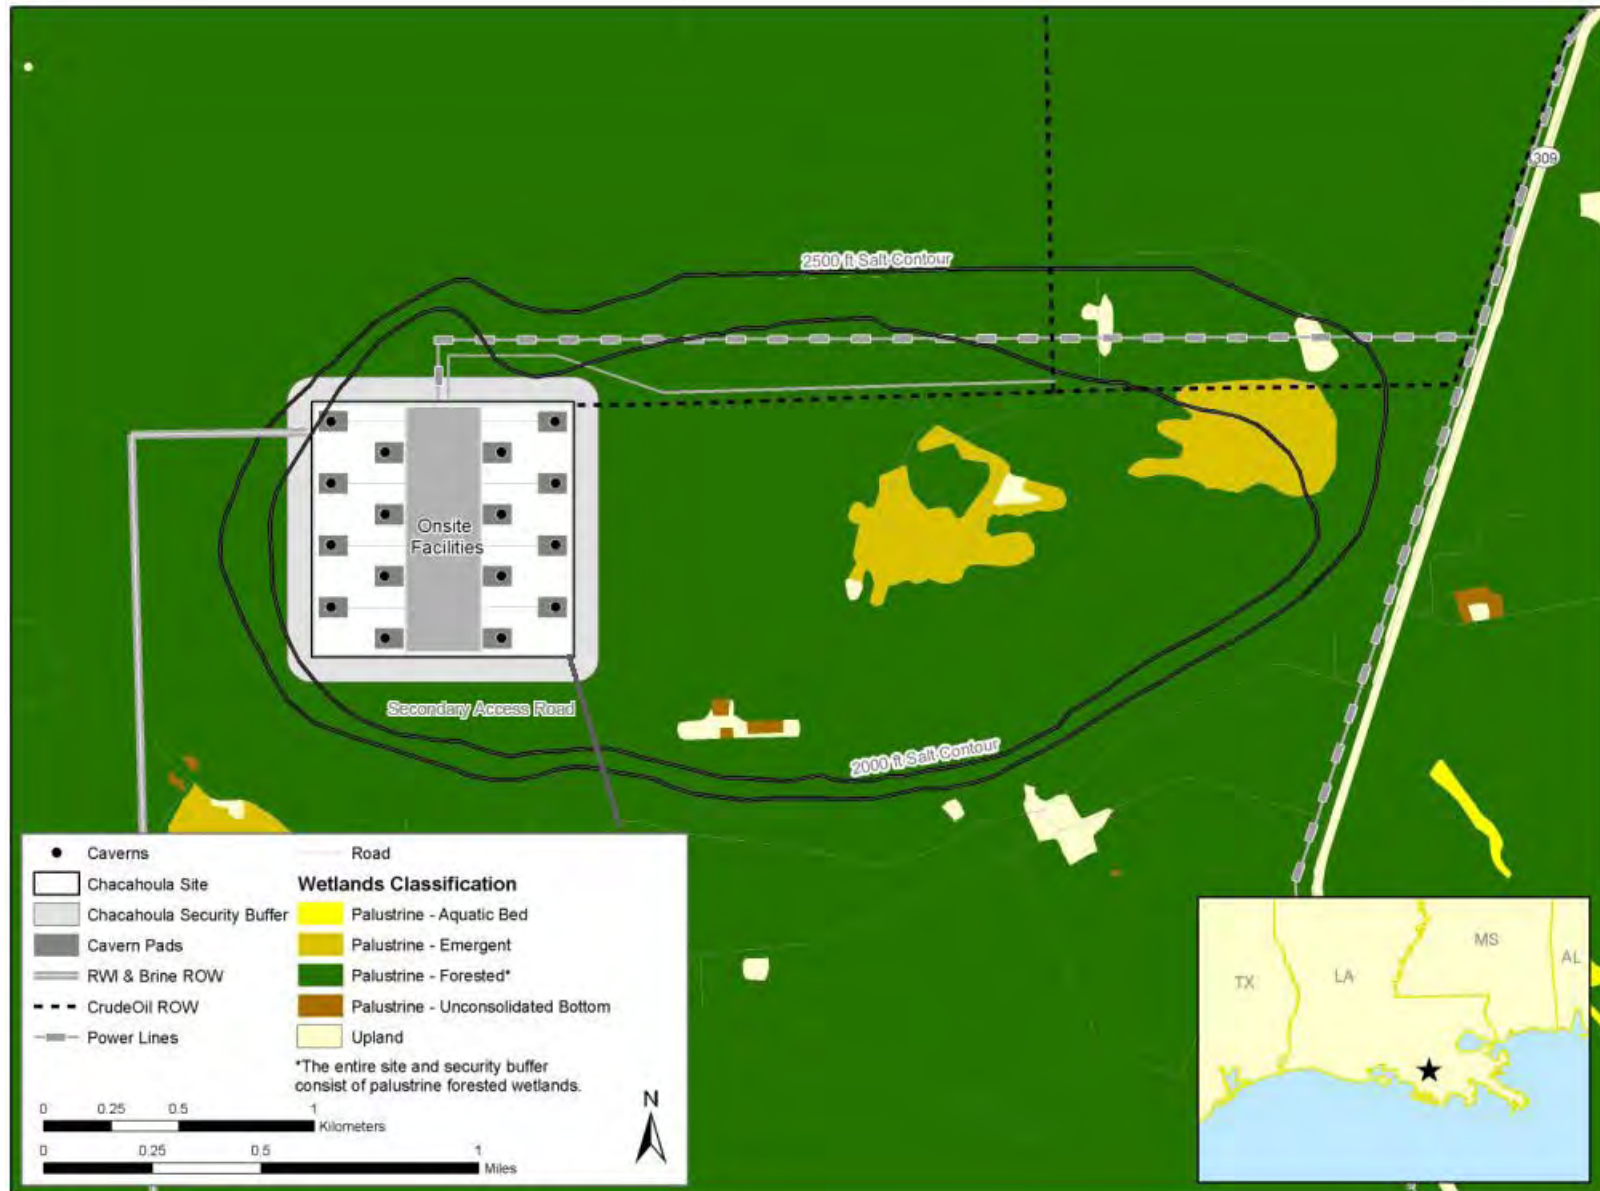 309
2500 ft Salt Contour
Onsite
Facilities
Secondary Access Road
2000 ft Salt Contour
Caverns
Chacahoula Site
Chacahoula Security Buffer
Cavern Pads
RWI & Brine ROW
CrudeOil ROW
Power Lines
Road
Wetlands Classification
Palustrine - Aquatic Bed
Palustrine - Emergent
Palustrine - Forested*
Palustrine - Unconsolidated Bottom
Upland
*The entire site and security buffer
consist of palustrine forested wetlands.
0 0.25 0.5 1
Kilometers
0 0.25 0.5 1
Miles
N
TX
LA
MS
AL